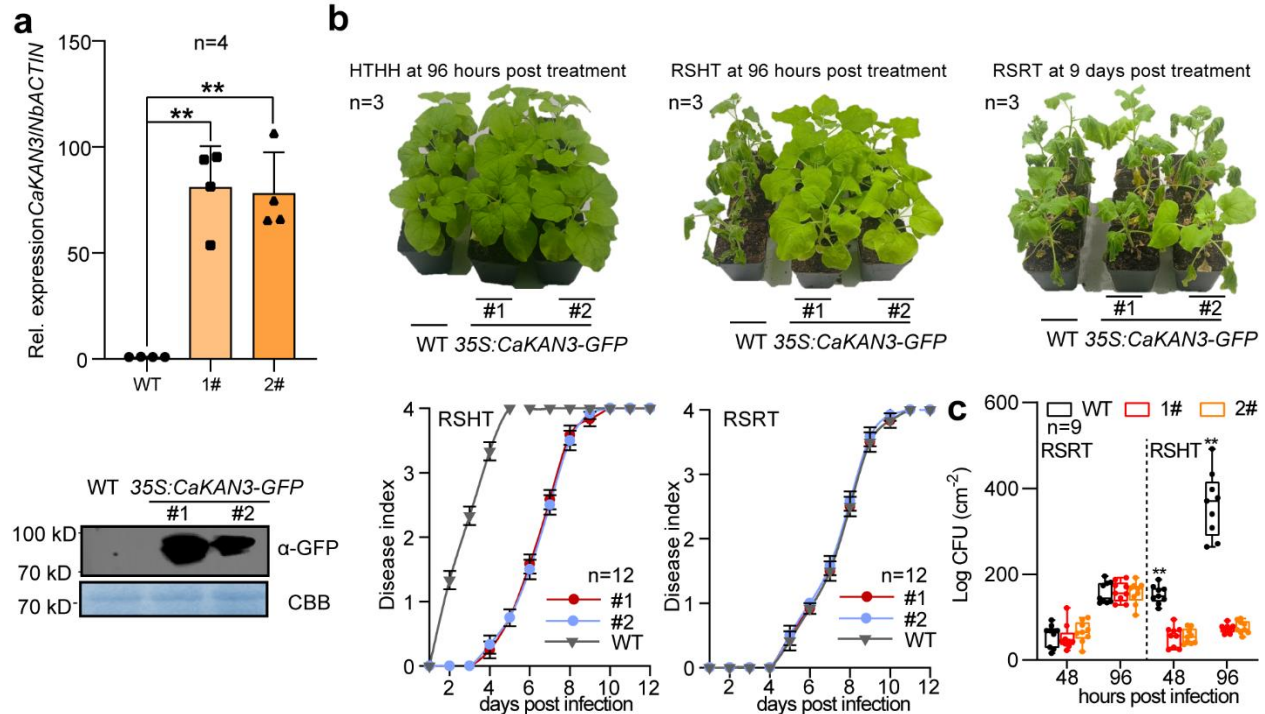 a
150
100
50
0
Rel. expressionCaKAN3/NbACTIN
n=4
**
**
WT
1#
2#
WT
35S:CaKAN3-GFP
#1
#2
100 kD
70 kD
α-GFP
70 kD
CBB
b
HTHH at 96 hours post treatment
n=3
#1
#2
WT 35S:CaKAN3-GFP
RSHT at 96 hours post treatment
n=3
#1
#2
WT 35S:CaKAN3-GFP
RSRT at 9 days post treatment
n=3
#1
#2
WT 35S:CaKAN3-GFP
4
3
2
1
0
Disease index
RSHT
n=12
#1
#2
WT
2 4 6 8 10 12
days post infection
4
3
2
1
0
Disease index
RSRT
n=12
#1
#2
WT
2 4 6 8 10 12
days post infection
c
600
400
200
0
Log CFU (cm-2)
WT 1# 2#
n=9
RSRT
RSHT
**
**
48 96 48 96
hours post infection